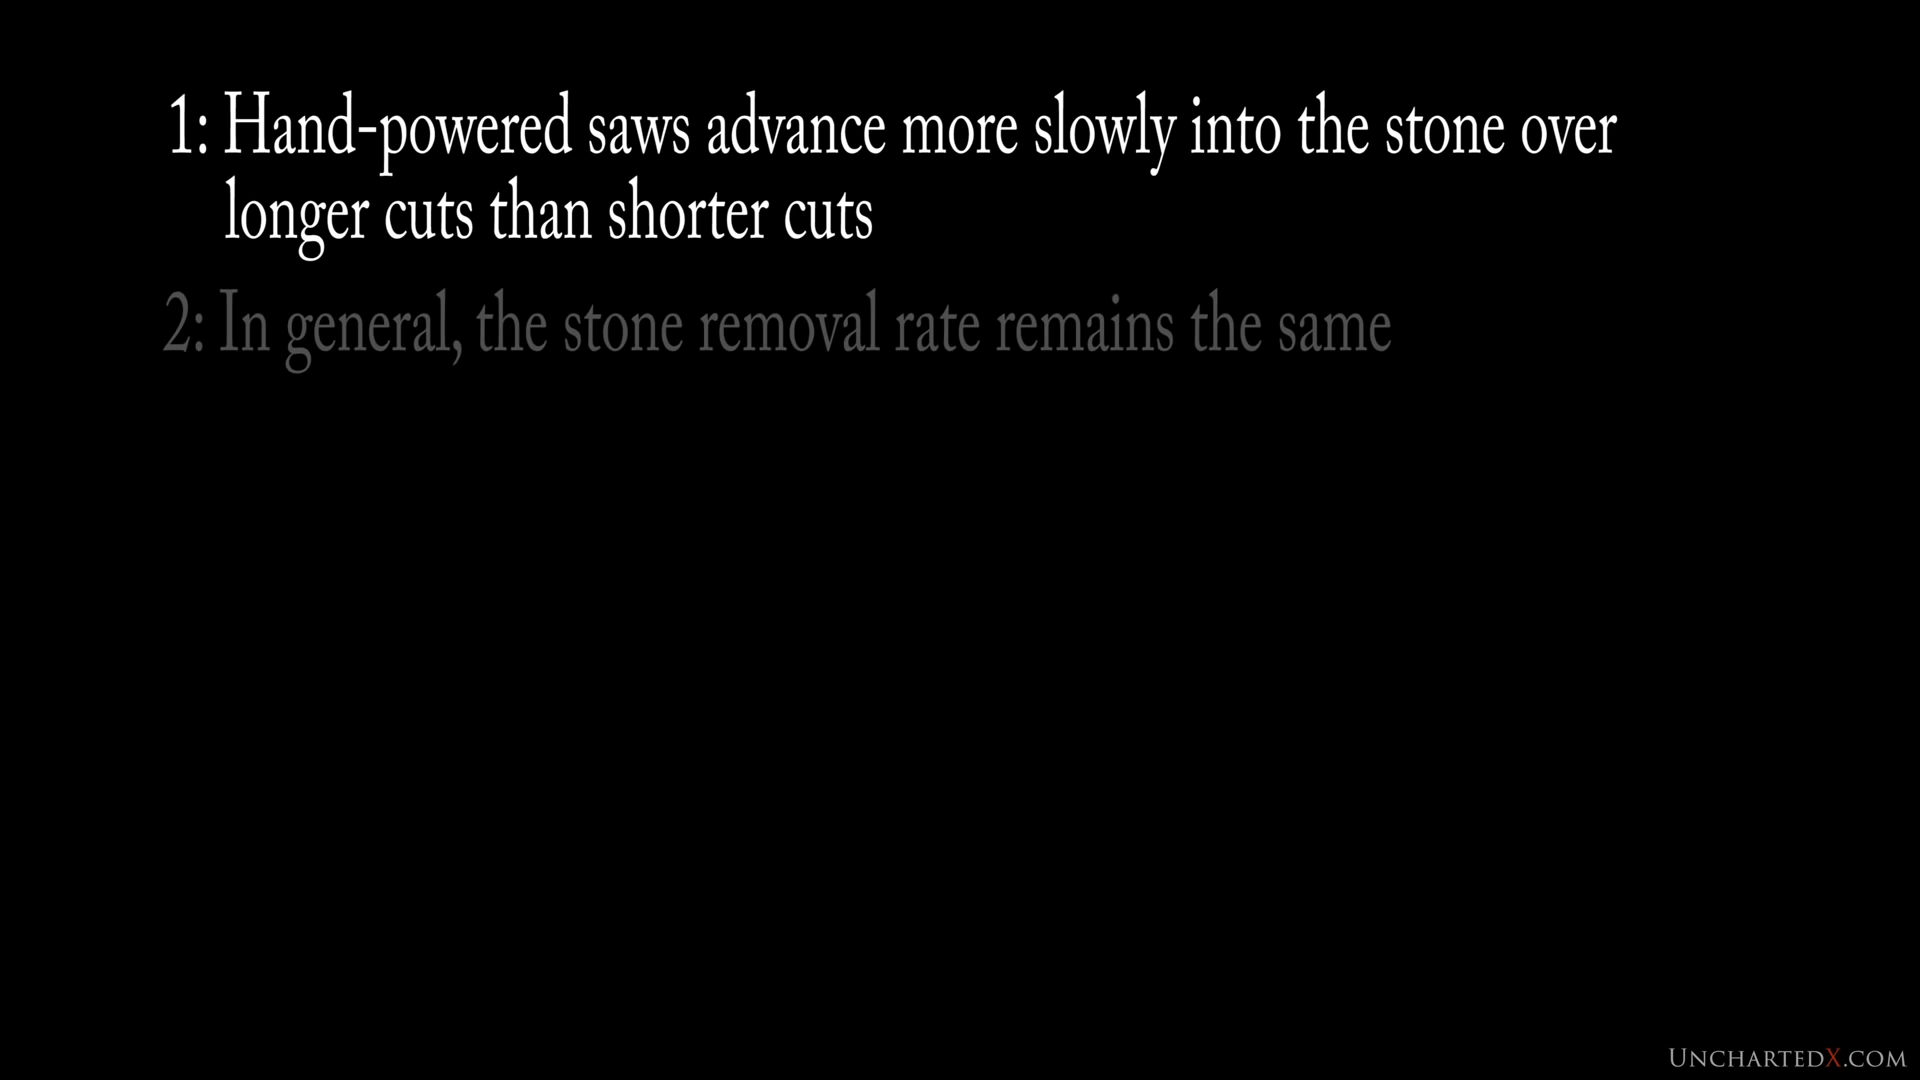 1: Hand-powered saws advance more slowly into the stone over
longer cuts than shorter cuts
2: In general, the stone removal rate remains the same
UnchartedX.com